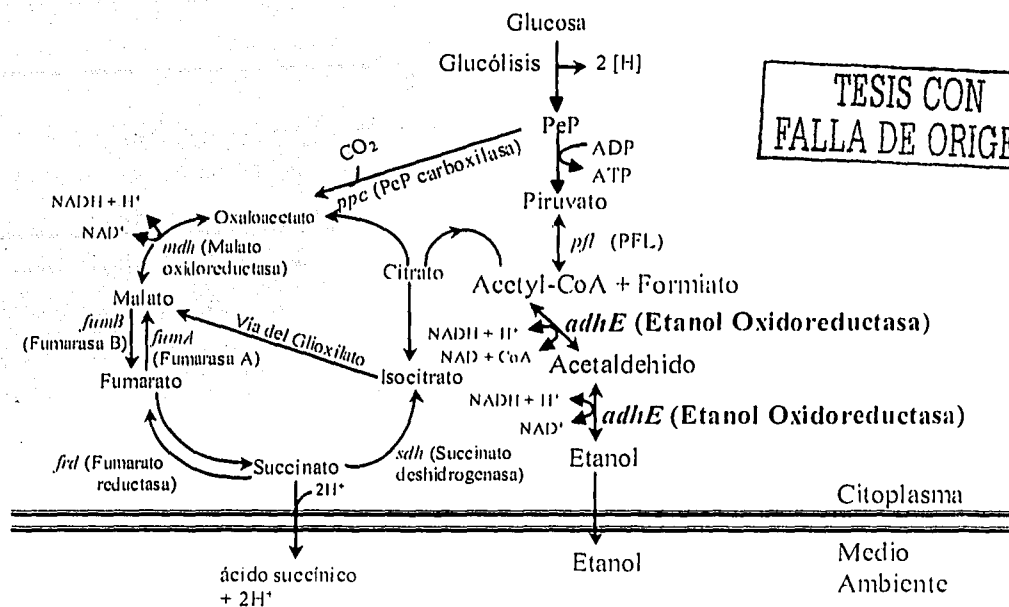 Glucosa
Glucólisis
2 [H]
TESIS CON
FALLA DE ORIGE
PeP
CO₂
ADP
ATP
ppc (PeP carboxilasa)
Piruvato
NADH + H⁺
NAD⁺
Oxaloacetato
pfl (PFL)
mdh (Malato
oxidoreductasa)
Citrato
Acetyl-CoA + Formiato
Malato
fumB
(Fumarasa B)
fumA
(Fumarasa A)
Via del Glioxilato
NADH + H⁺
NAD + CoA
adhE (Etanol Oxidoreductasa)
Acetaldehido
Fumarato
Isocitrato
NADH + H⁺
NAD⁺
adhE (Etanol Oxidoreductasa)
frd (Fumarato
reductasa)
Succinato
sdh (Succinato
deshidrogenasa)
Etanol
2H⁺
Citoplasma
Etanol
Medio
Ambiente
ácido succínico
+ 2H⁺